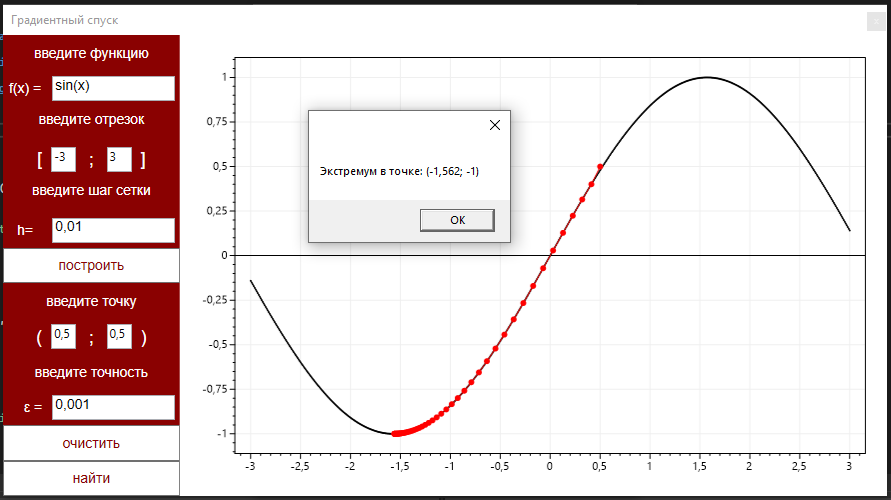 Градиентный спуск
введите функцию
f(x) = sin(x)
введите отрезок
[ -3 ; 3 ]
введите шаг сетки
h= 0,01
построить
введите точку
( 0,5 ; 0,5 )
введите точность
ε = 0,001
очистить
найти
Экстремум в точке: (-1,562; -1)
OK
1
0,75
0,5
0,25
0
-0,25
-0,5
-0,75
-1
-3 -2,5 -2 -1,5 -1 -0,5 0 0,5 1 1,5 2 2,5 3